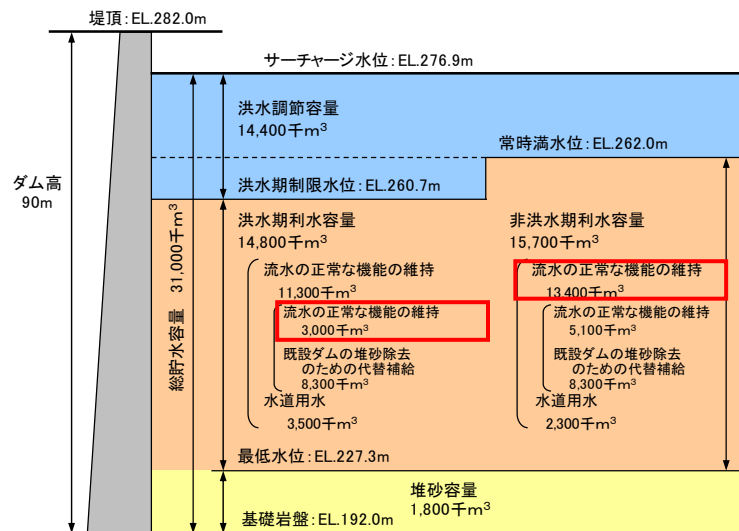 堤頂：EL.282.0m
サーチャージ水位：EL.276.9m
洪水調節容量
14,400千m³
常時満水位：EL.262.0m
ダム高
90m
洪水期制限水位：EL.260.7m
総貯水容量 31,000千m³
洪水期利水容量
14,800千m³
流水の正常な機能の維持
11,300千m³
流水の正常な機能の維持
3,000千m³
既設ダムの堆砂除去
のための代替補給
8,300千m³
水道用水
3,500千m³
非洪水期利水容量
15,700千m³
流水の正常な機能の維持
13,400千m³
流水の正常な機能の維持
5,100千m³
既設ダムの堆砂除去
のための代替補給
8,300千m³
水道用水
2,300千m³
最低水位：EL.227.3m
堆砂容量
1,800千m³
基礎岩盤：EL.192.0m